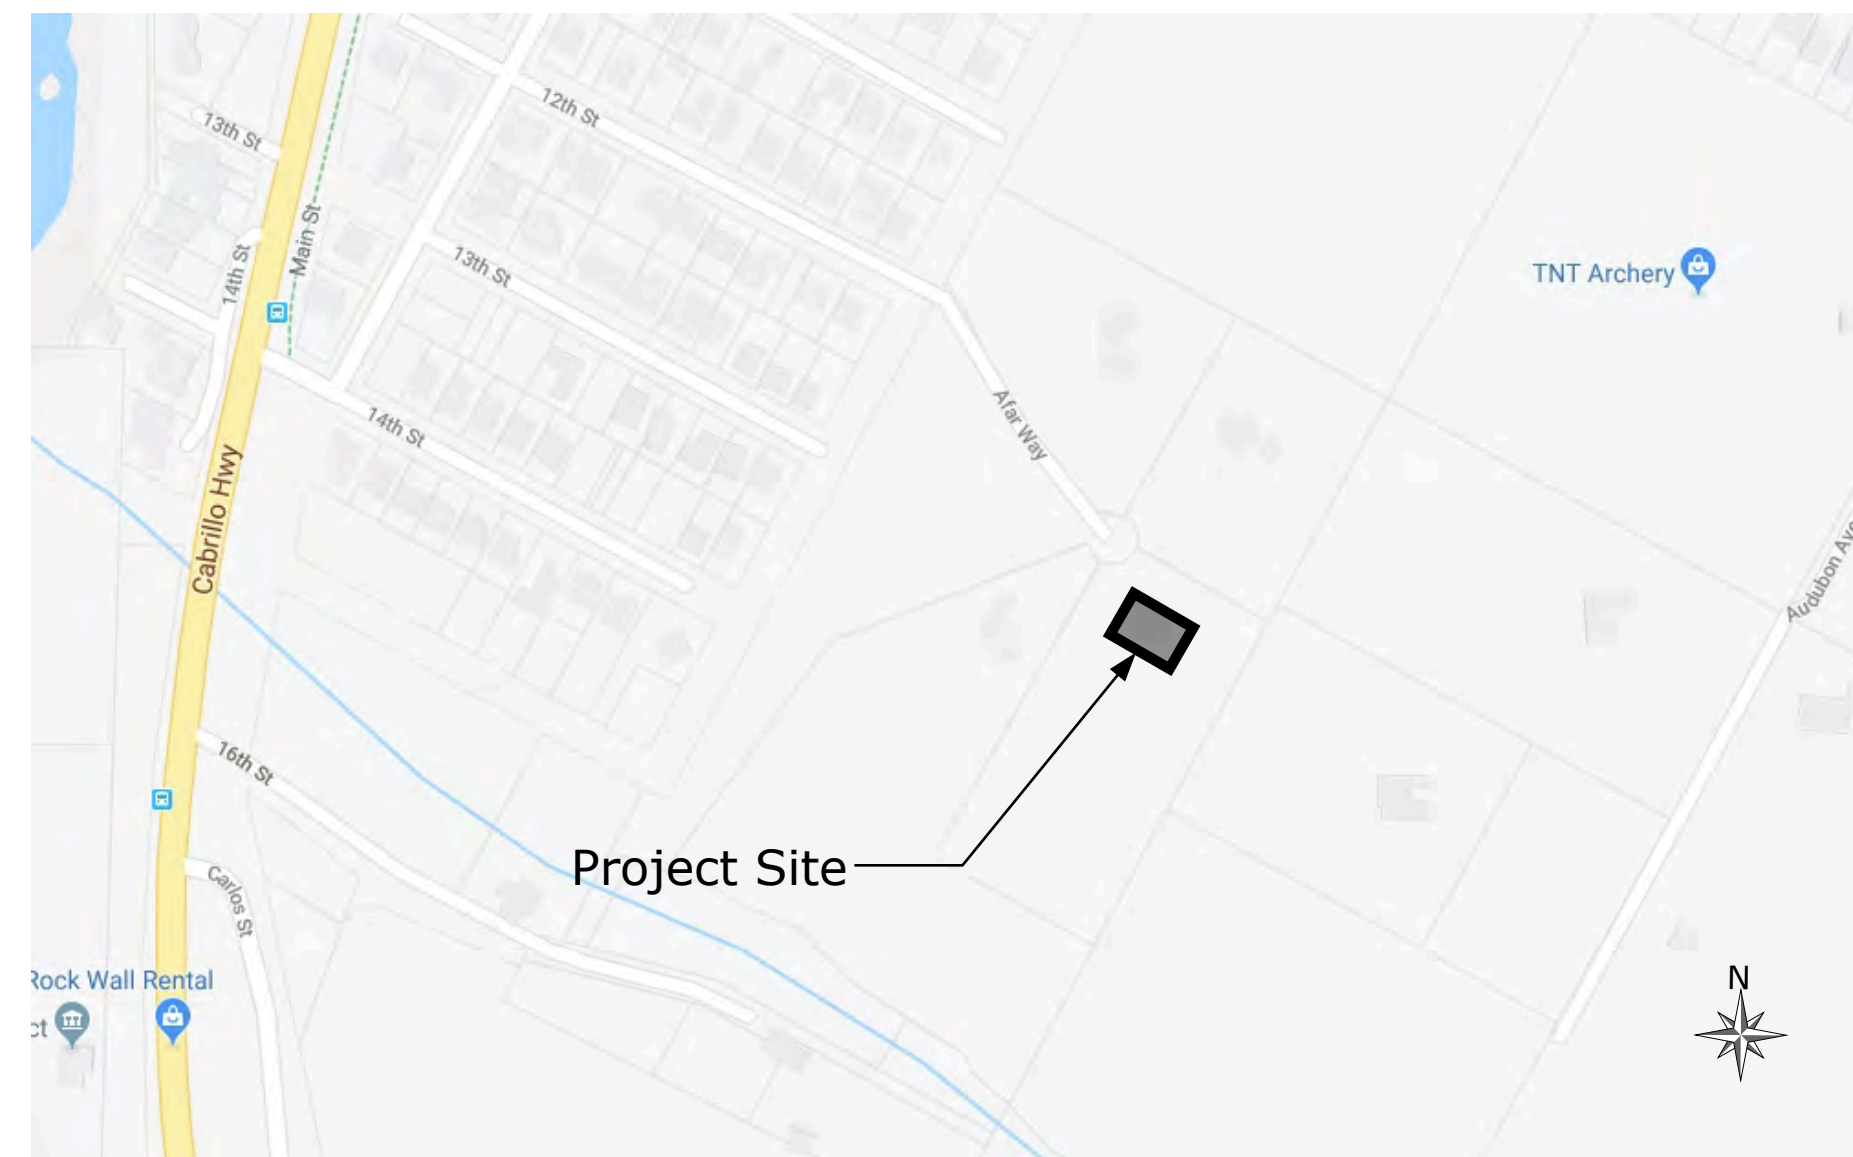 12th St
13th St
Main St
14th St
13th St
TNT Archery
Afar Way
14th St
Cabrillo Hwy
Audubon Ave
16th St
Project Site
Carlos St
Rock Wall Rental
N
ct